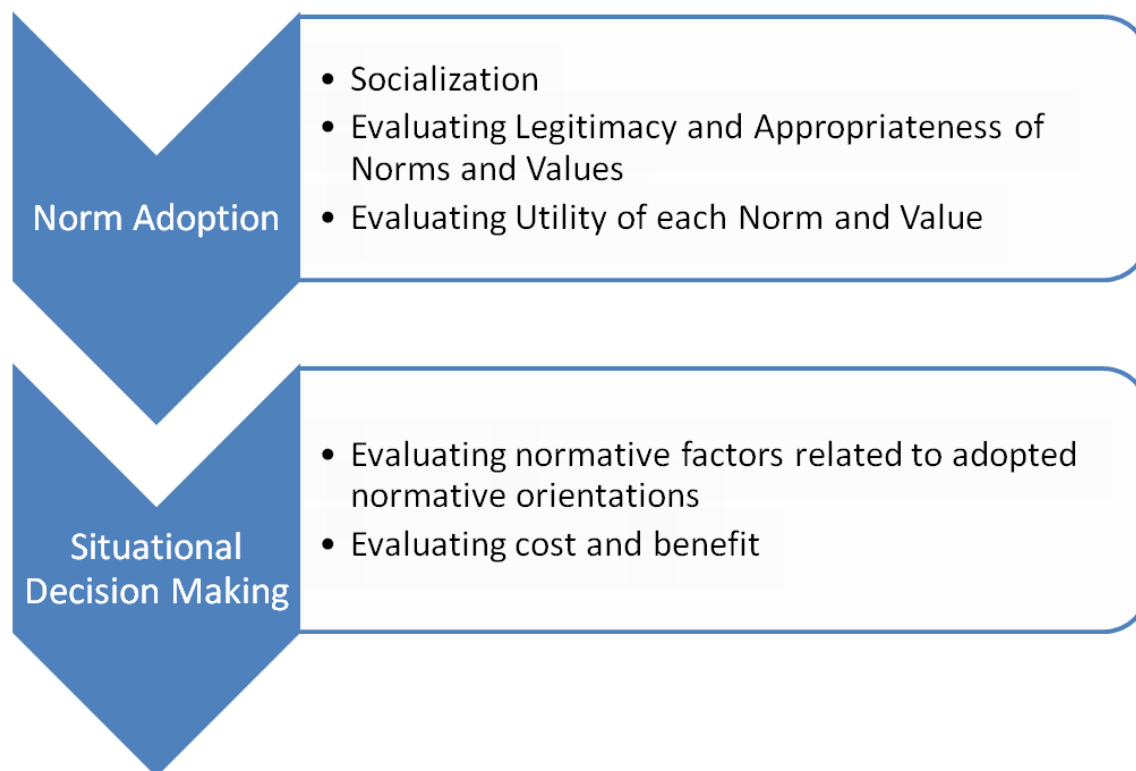 Norm Adoption
• Socialization
• Evaluating Legitimacy and Appropriateness of
Norms and Values
• Evaluating Utility of each Norm and Value
Situational
Decision Making
• Evaluating normative factors related to adopted
normative orientations
• Evaluating cost and benefit